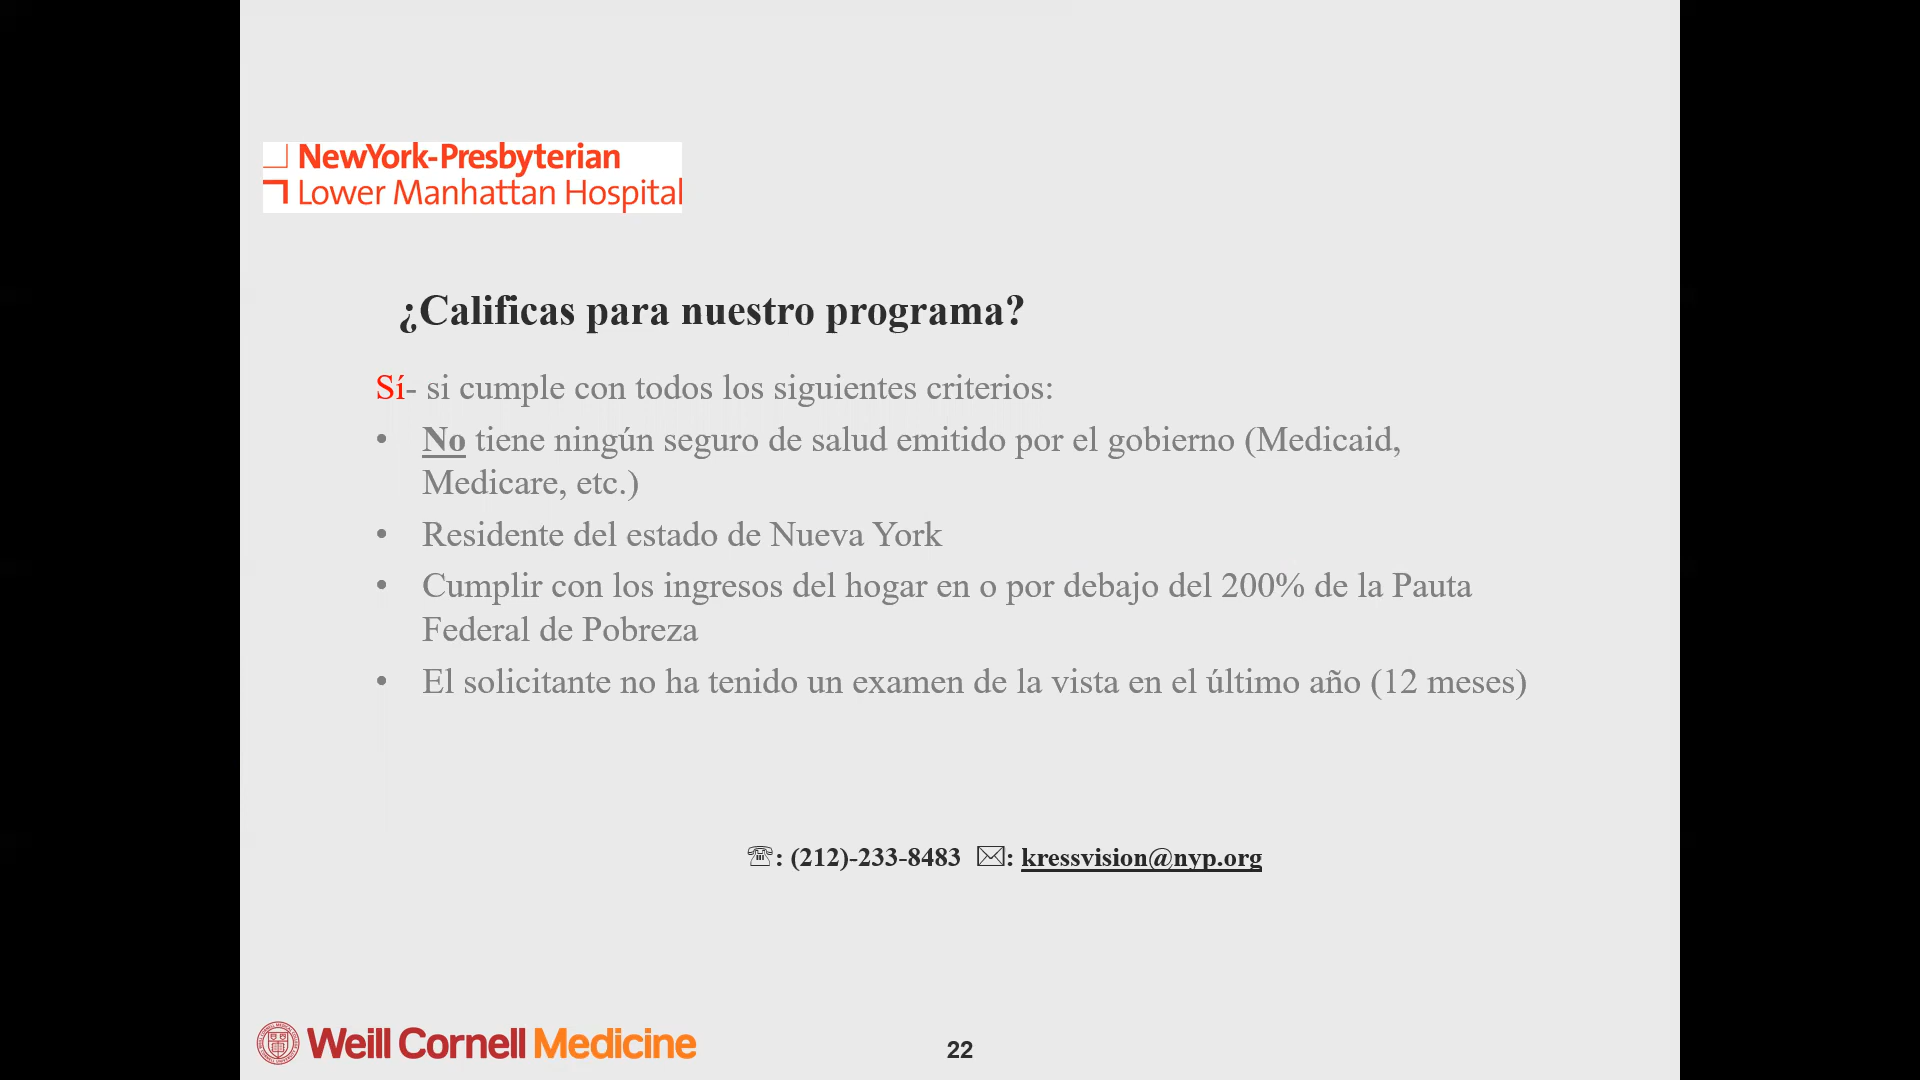 NewYork-Presbyterian
Lower Manhattan Hospital
¿Calificas para nuestro programa?
Sí- si cumple con todos los siguientes criterios:
• No tiene ningún seguro de salud emitido por el gobierno (Medicaid,
Medicare, etc.)
• Residente del estado de Nueva York
• Cumplir con los ingresos del hogar en o por debajo del 200% de la Pauta
Federal de Pobreza
• El solicitante no ha tenido un examen de la vista en el último año (12 meses)
☏: (212)-233-8483 ✉: kressvision@nyp.org
Weill Cornell Medicine
22